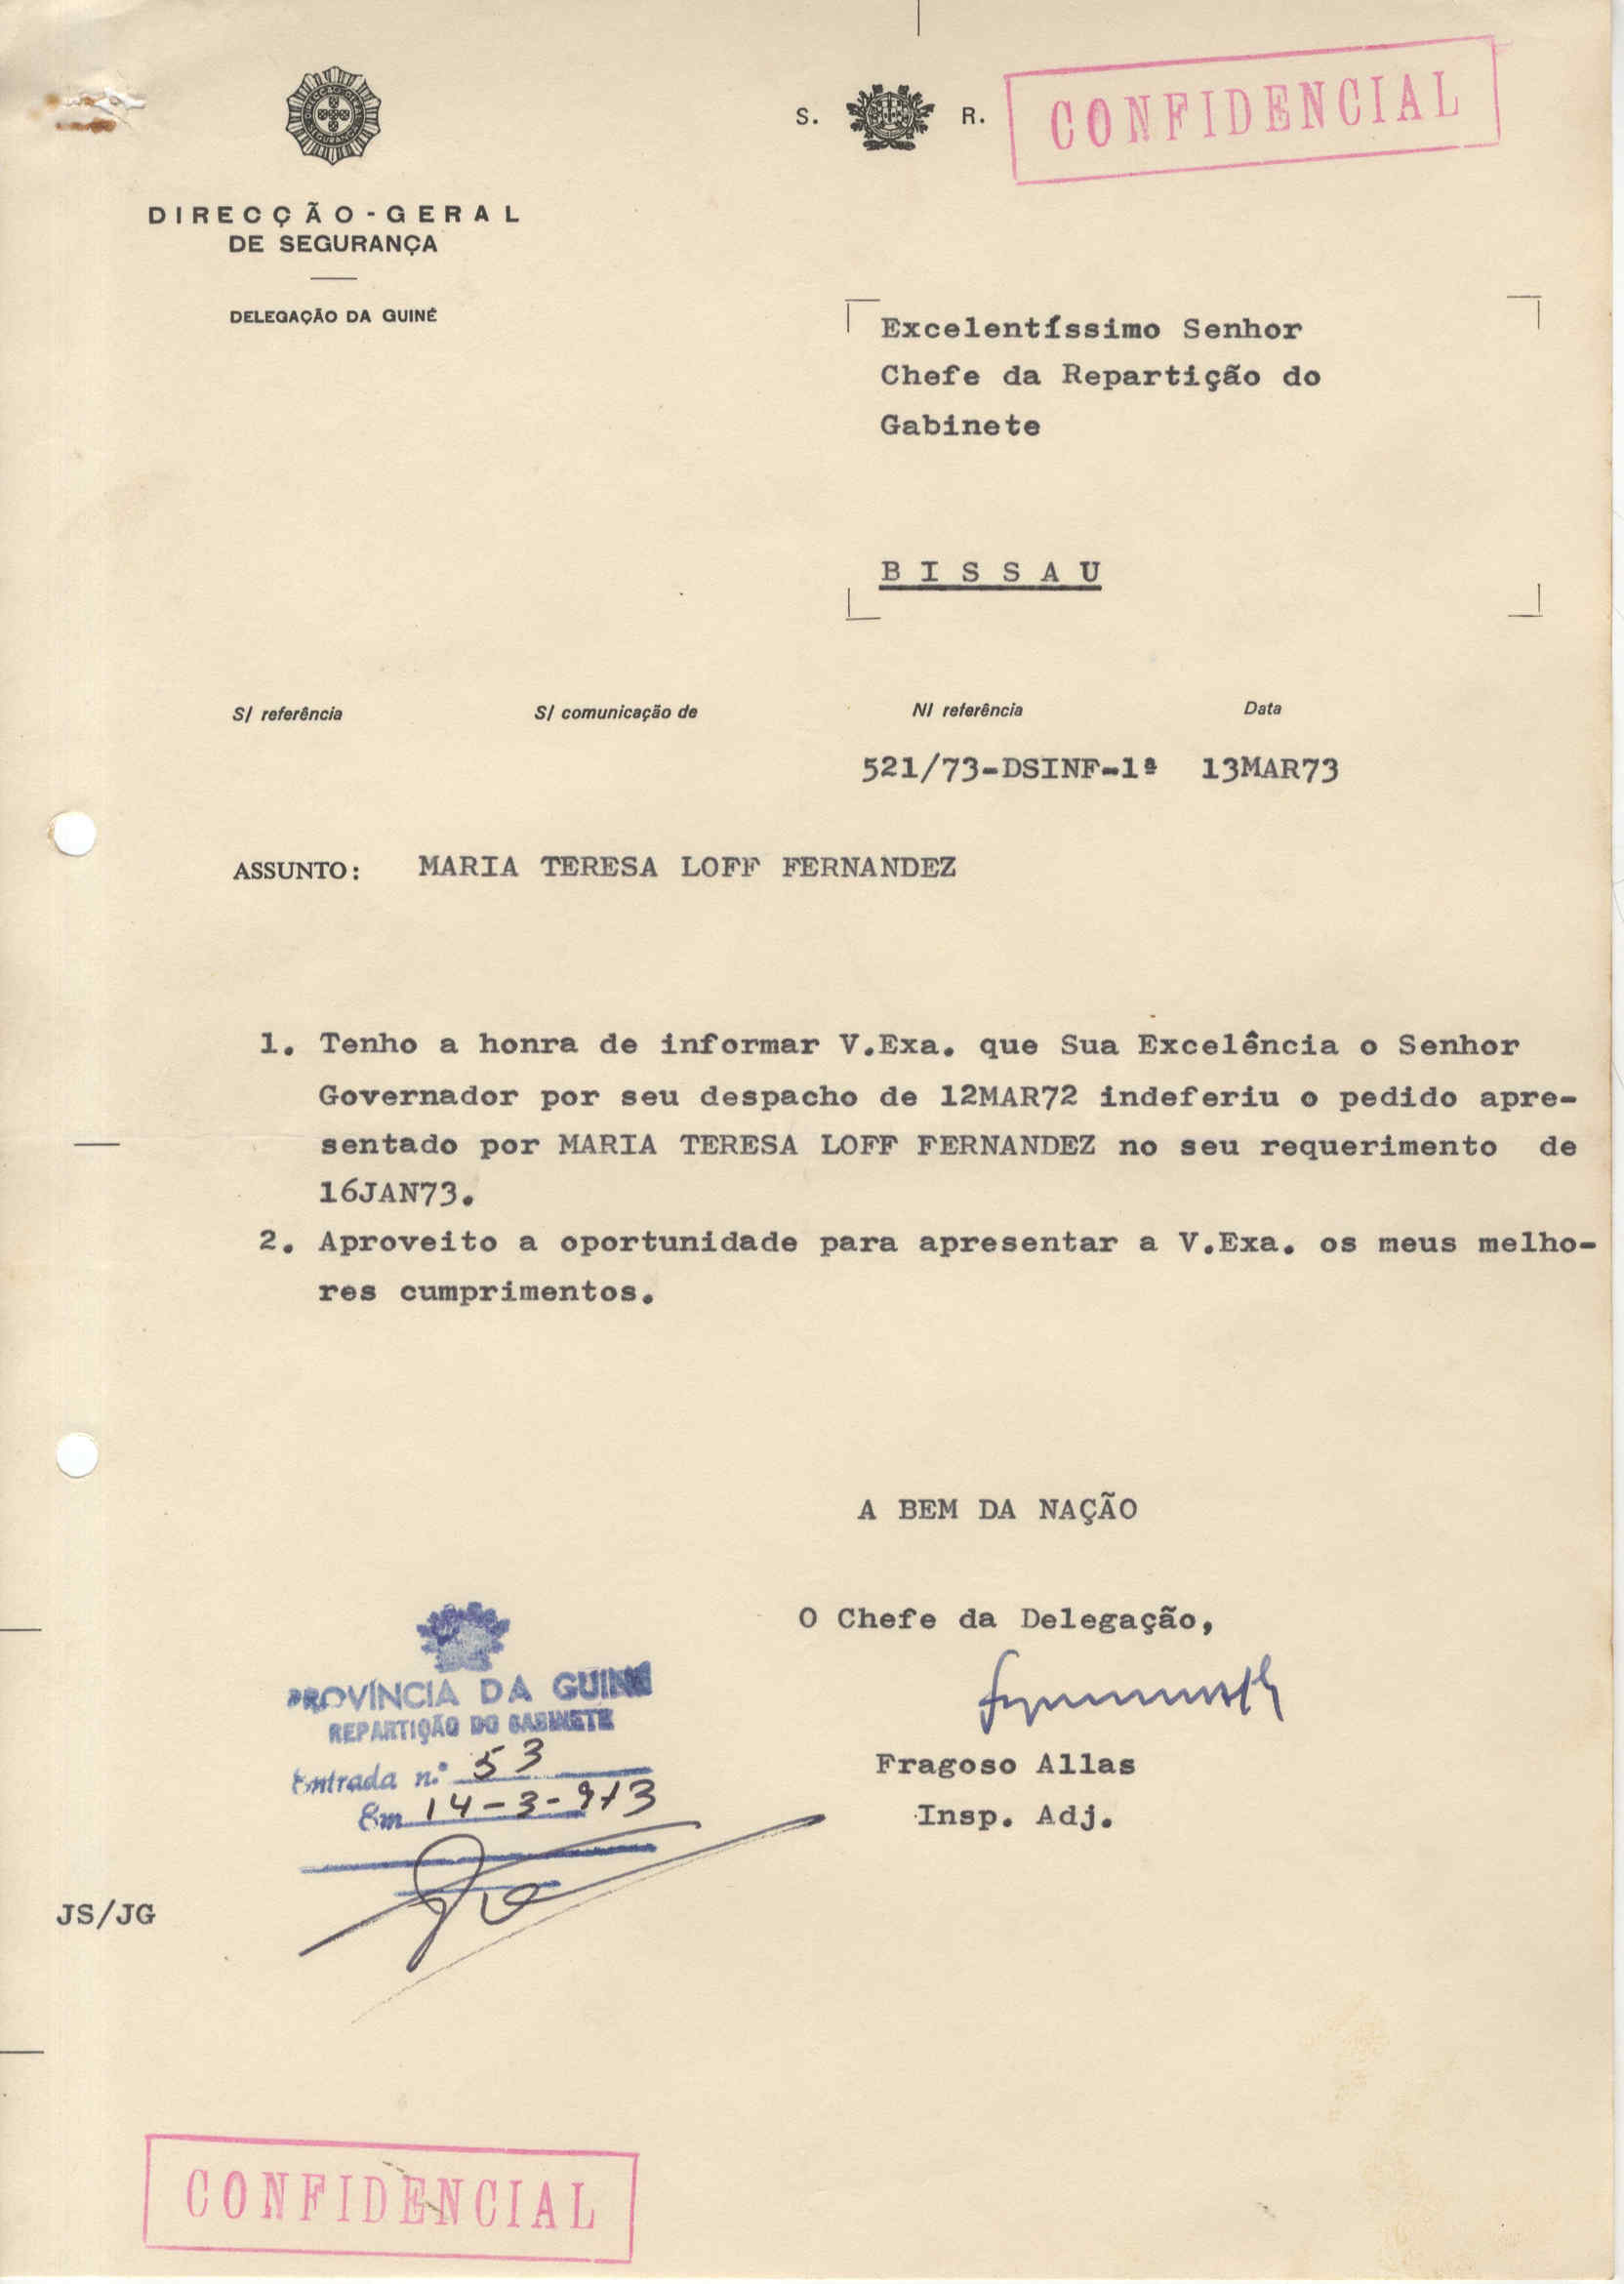 S. R.
CONFIDENCIAL
DIRECÇÃO-GERAL
DE SEGURANÇA
DELEGAÇÃO DA GUINÉ
Excelentíssimo Senhor
Chefe da Repartição do
Gabinete
BISSAU
S/ referência S/ comunicação de N/ referência Data
521/73-DSINF-1ª 13MAR73
ASSUNTO: MARIA TERESA LOFF FERNANDEZ
1. Tenho a honra de informar V.Exa. que Sua Excelência o Senhor
Governador por seu despacho de 12MAR72 indeferiu o pedido apre-
sentado por MARIA TERESA LOFF FERNANDEZ no seu requerimento de
16JAN73.
2. Aproveito a oportunidade para apresentar a V.Exa. os meus melho-
res cumprimentos.
A BEM DA NAÇÃO
O Chefe da Delegação,
Fragoso Allas
Insp. Adj.
PROVÍNCIA DA GUINÉ
REPARTIÇÃO DO GABINETE
Entrada n.º 53
Em 14-3-973
JS/JG
CONFIDENCIAL